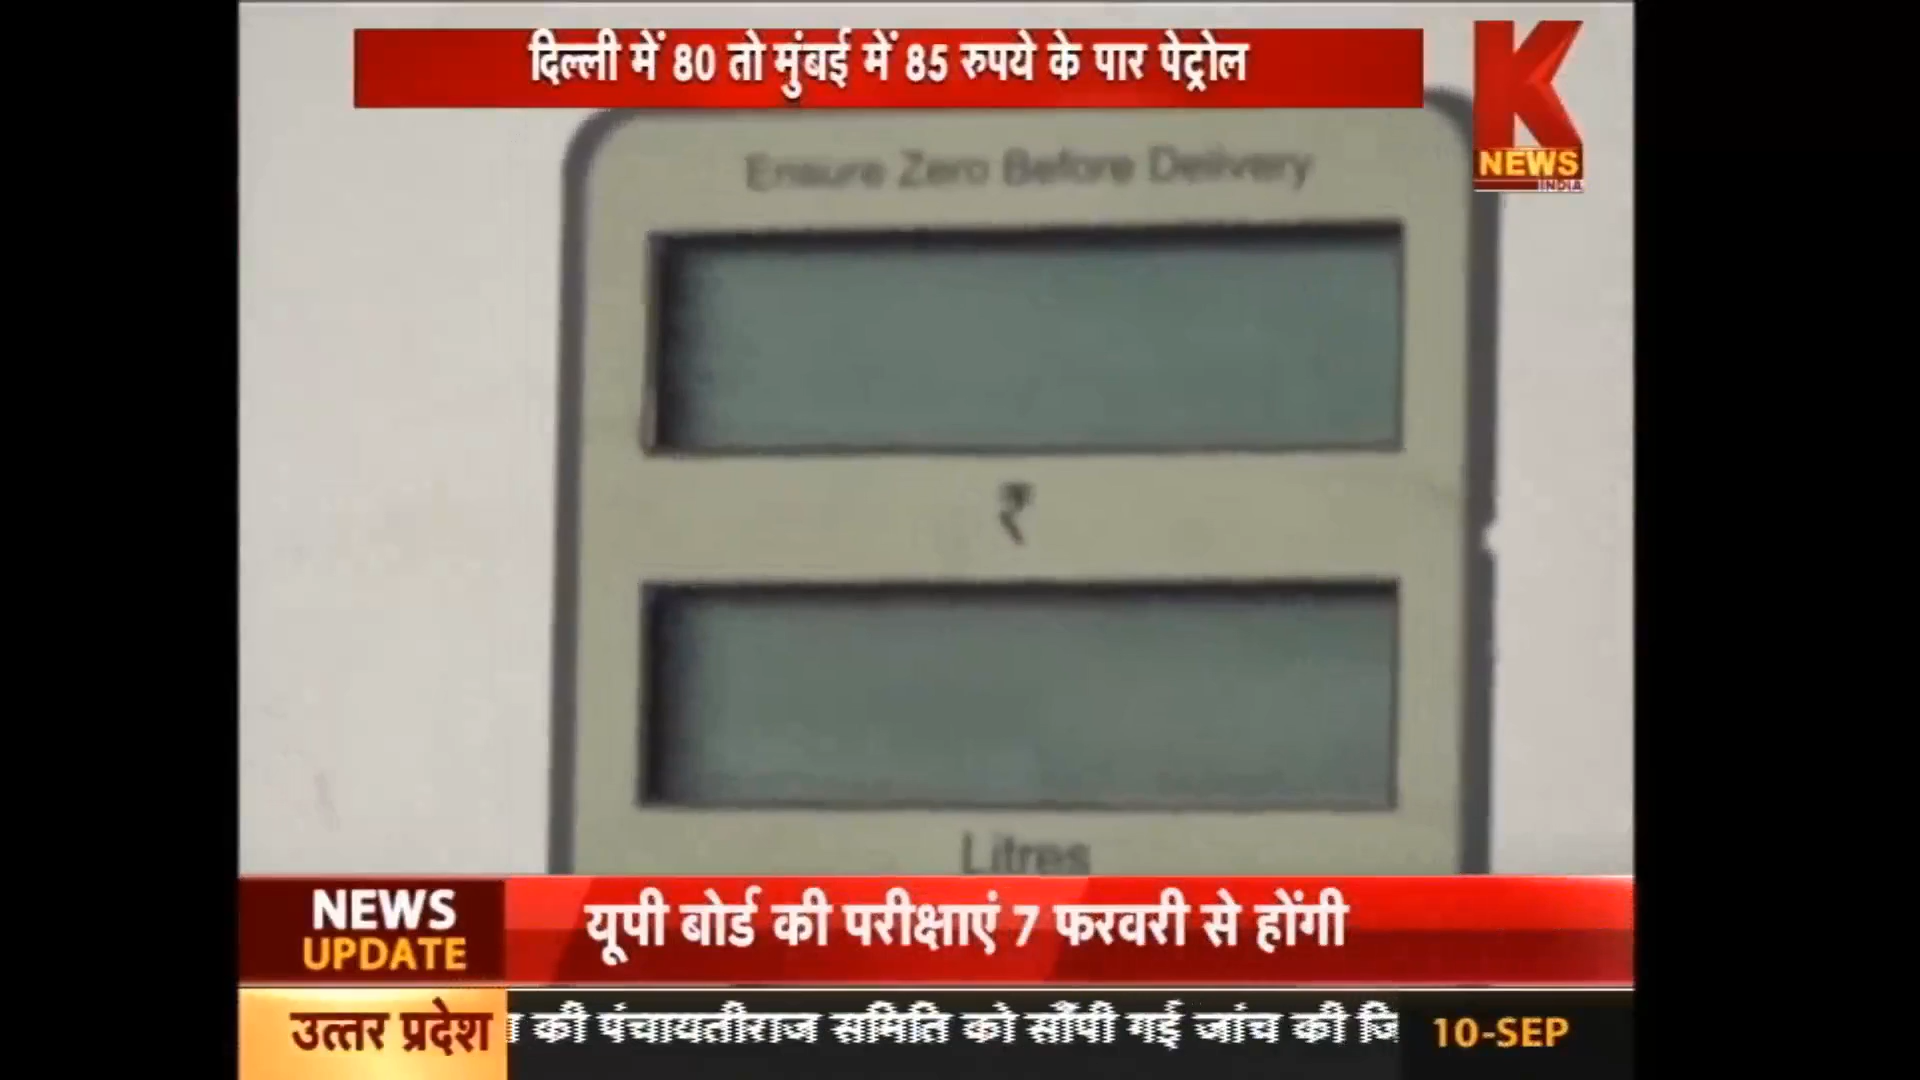 दिल्ली में 80 तो मुंबई में 85 रुपये के पार पेट्रोल
K
NEWS
INDIA
Ensure Zero Before Delivery
₹
Litres
NEWS
UPDATE
यूपी बोर्ड की परीक्षाएं 7 फरवरी से होंगी
उत्तर प्रदेश
की पंचायतीराज समिति को सौंपी गई जांच की
10-SEP